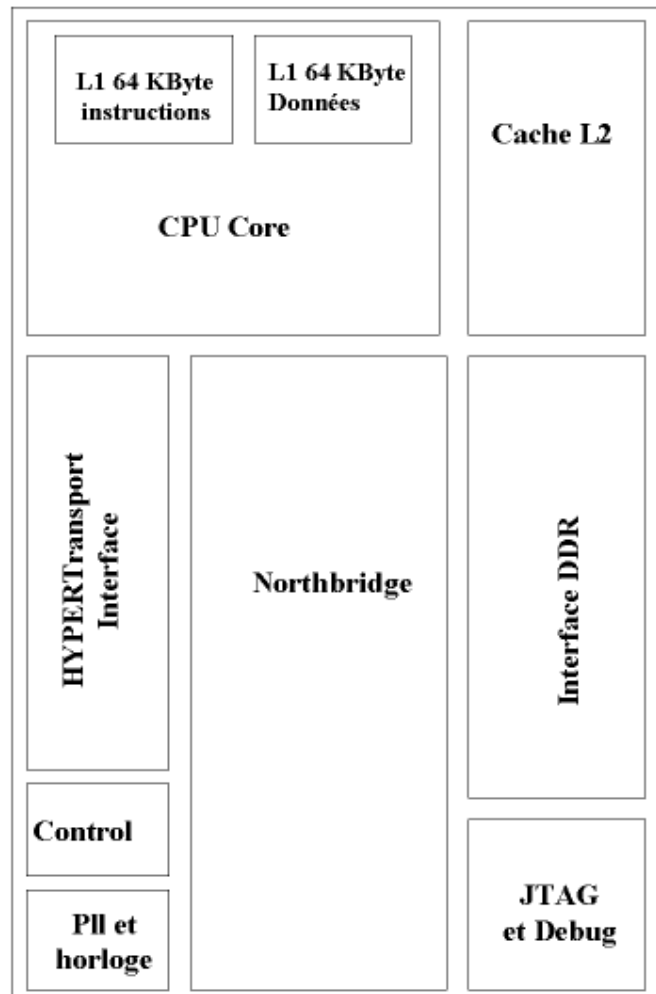 L1 64 KByte
instructions
L1 64 KByte
Données
Cache L2
CPU Core
HYPERTransport
Interface
Northbridge
Interface DDR
Control
Pll et
horloge
JTAG
et Debug